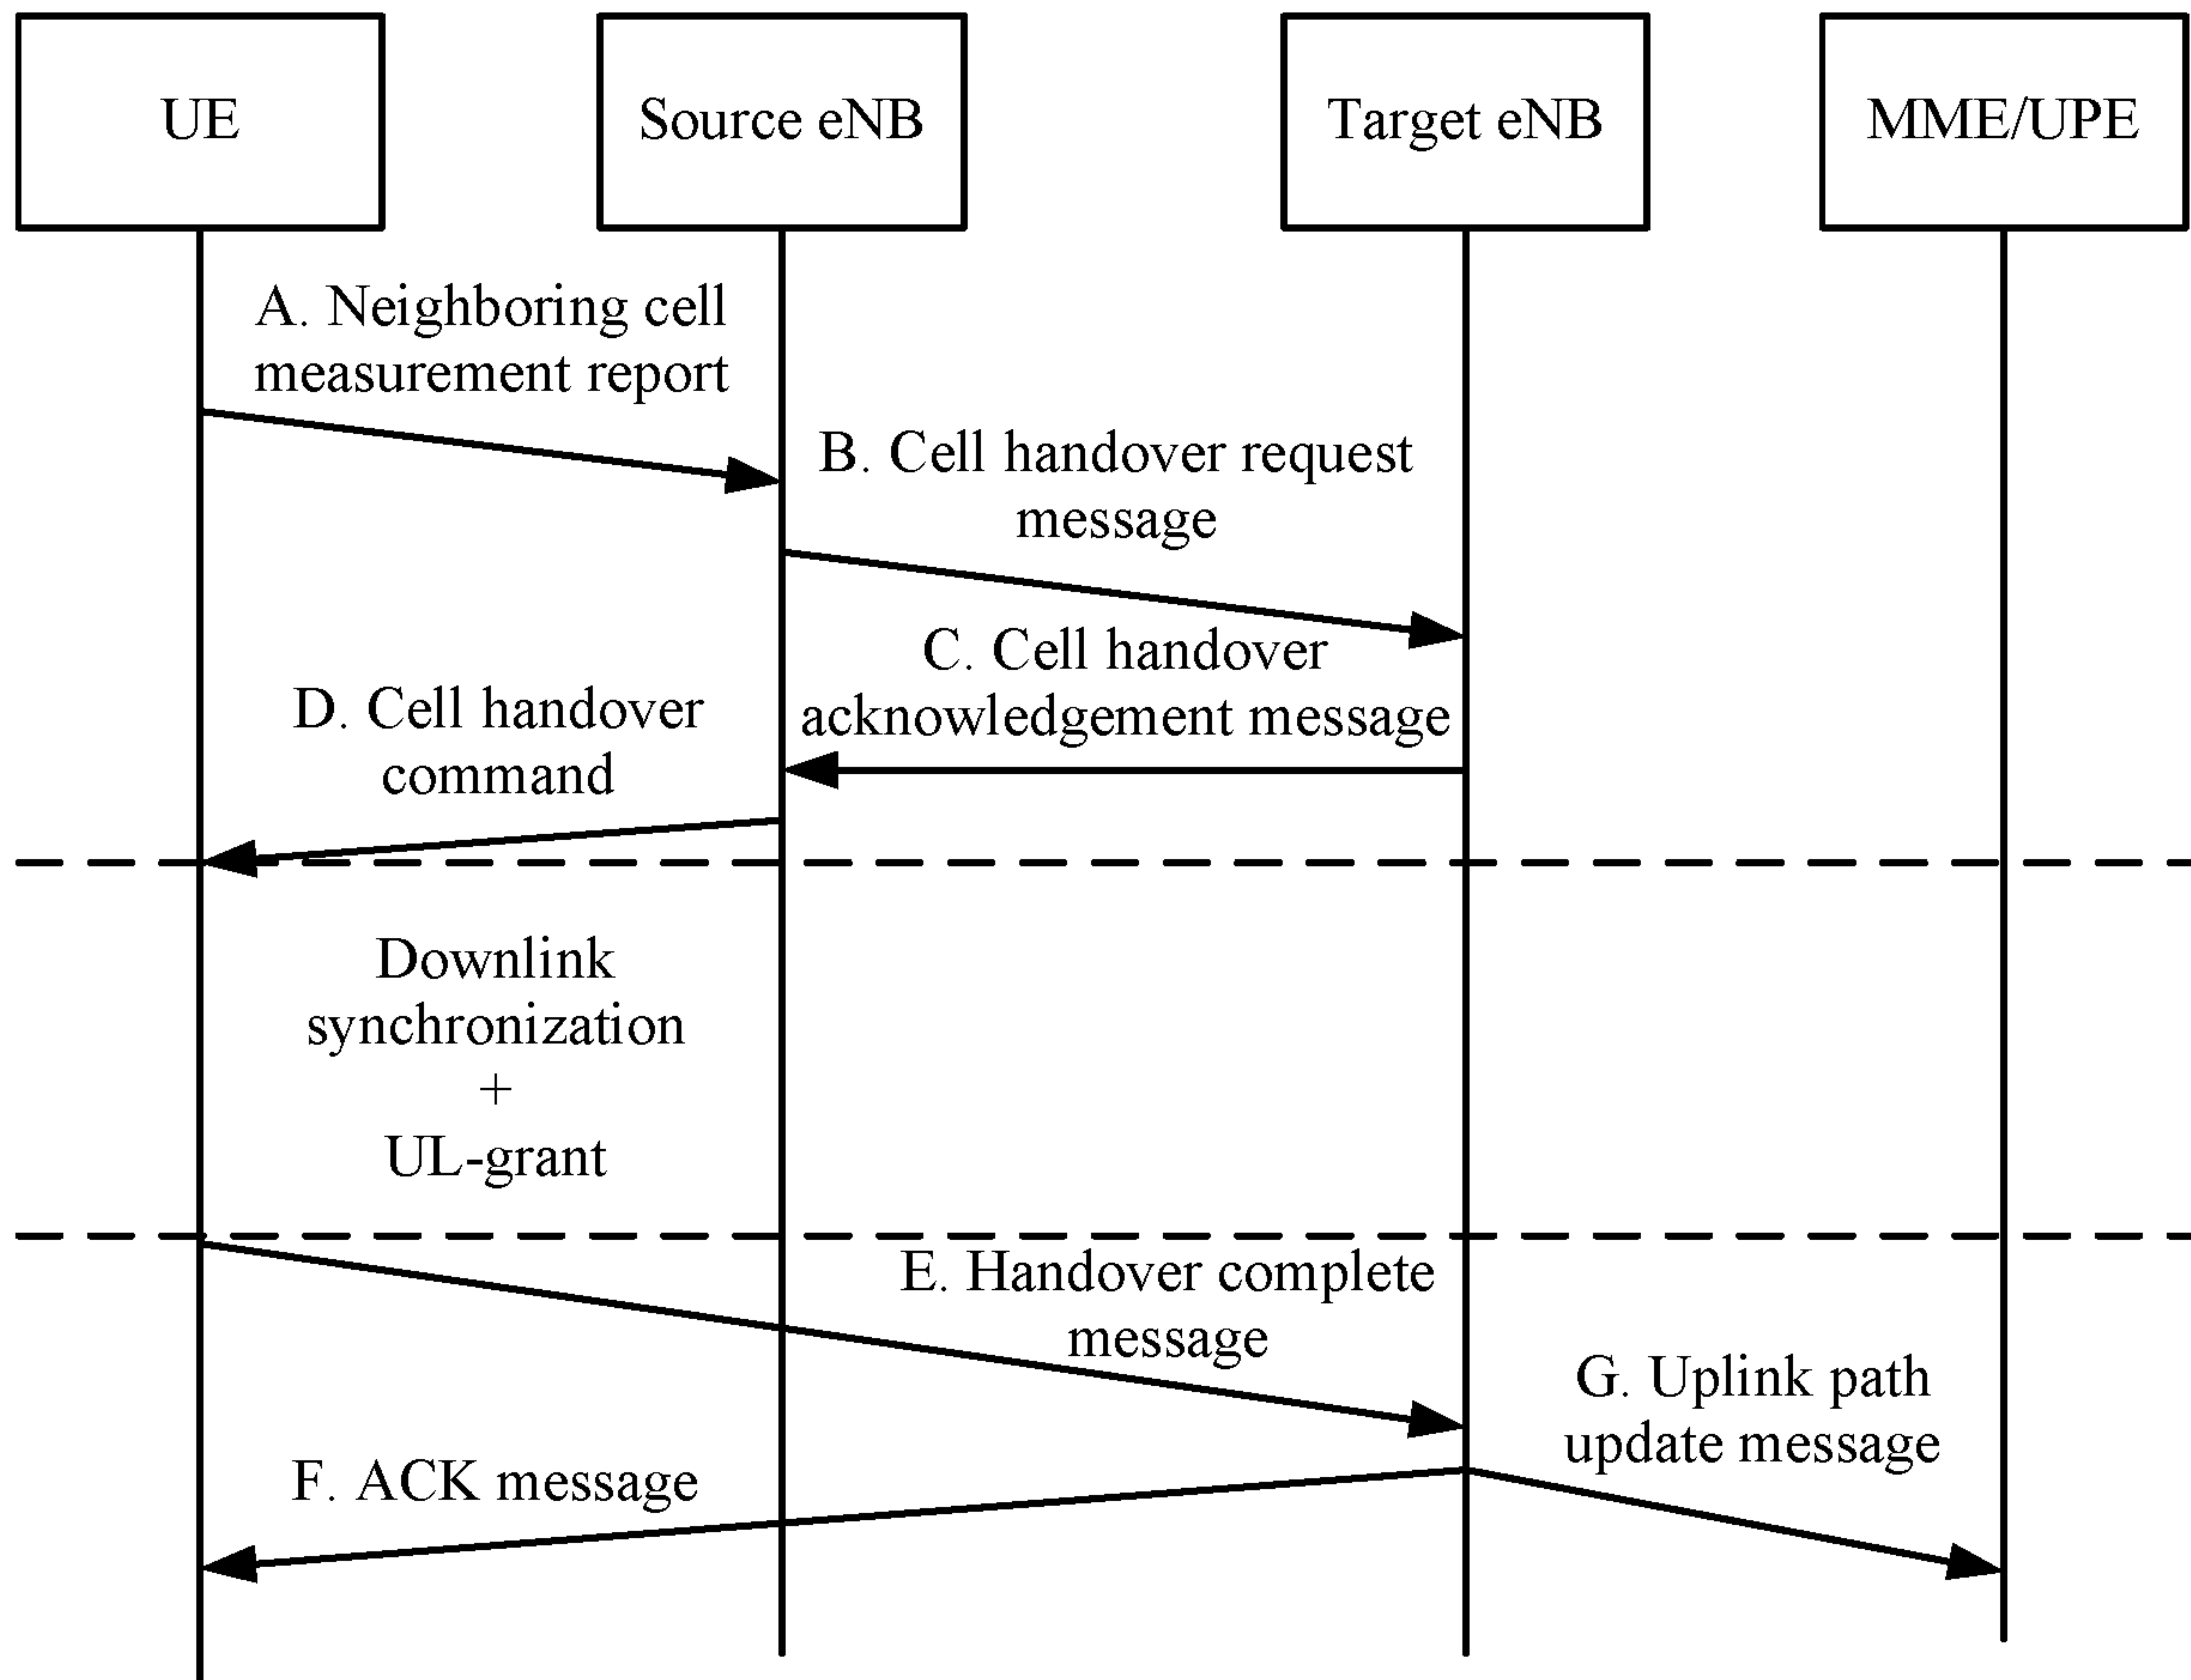 UE
Source eNB
Target eNB
MME/UPE
A. Neighboring cell
measurement report
B. Cell handover request
message
C. Cell handover
acknowledgement message
D. Cell handover
command
Downlink
synchronization
+
UL-grant
E. Handover complete
message
G. Uplink path
update message
F. ACK message